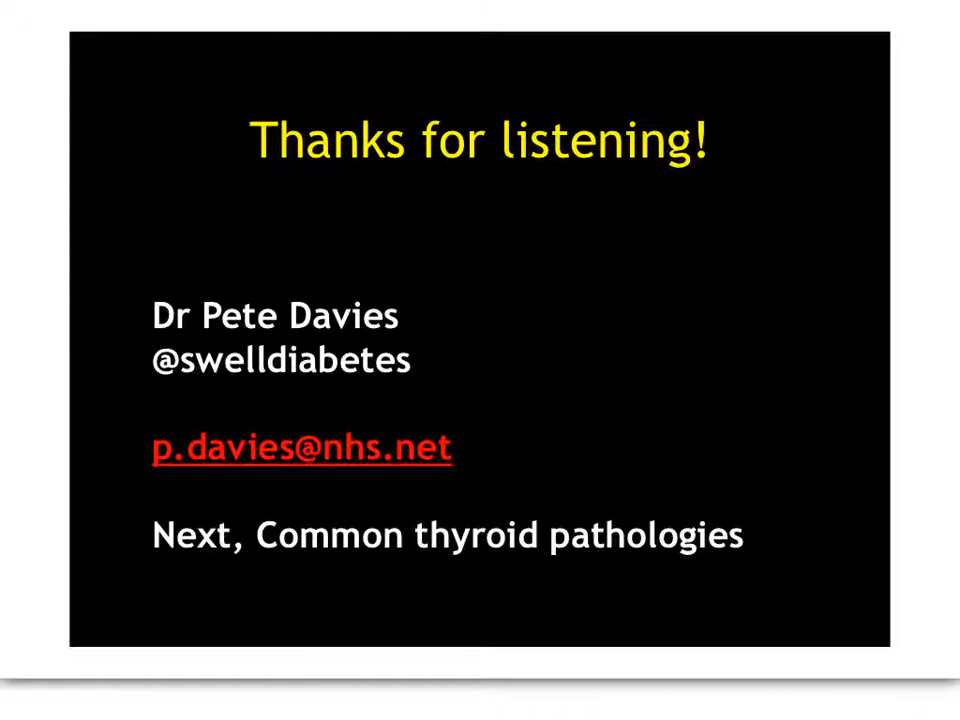 Thanks for listening!
Dr Pete Davies
@swelldiabetes
p.davies@nhs.net
Next, Common thyroid pathologies